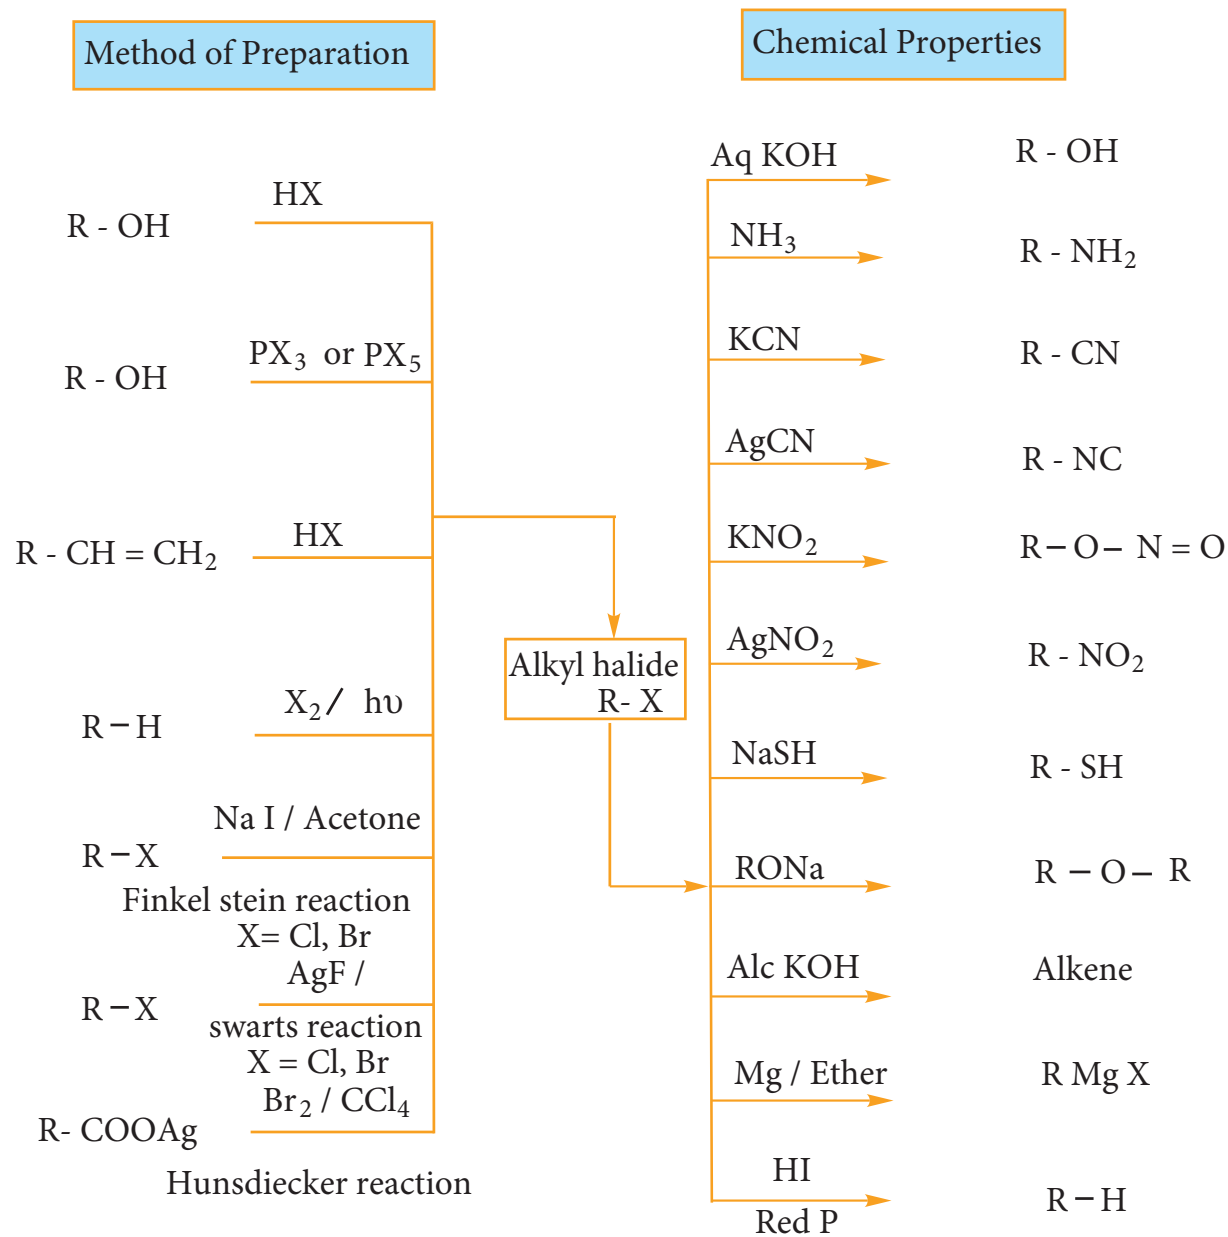 Method of Preparation
R - OH
HX
R - OH
PX₃ or PX₅
R - CH = CH₂
HX
R − H
X₂ / hυ
Na I / Acetone
R − X
Finkel stein reaction
X= Cl, Br
AgF /
R − X
swarts reaction
X = Cl, Br
Br₂ / CCl₄
R- COOAg
Hunsdiecker reaction
Alkyl halide
R- X
Chemical Properties
Aq KOH
R - OH
NH₃
R - NH₂
KCN
R - CN
AgCN
R - NC
KNO₂
R − O − N = O
AgNO₂
R - NO₂
NaSH
R - SH
RONa
R − O − R
Alc KOH
Alkene
Mg / Ether
R Mg X
HI
Red P
R − H